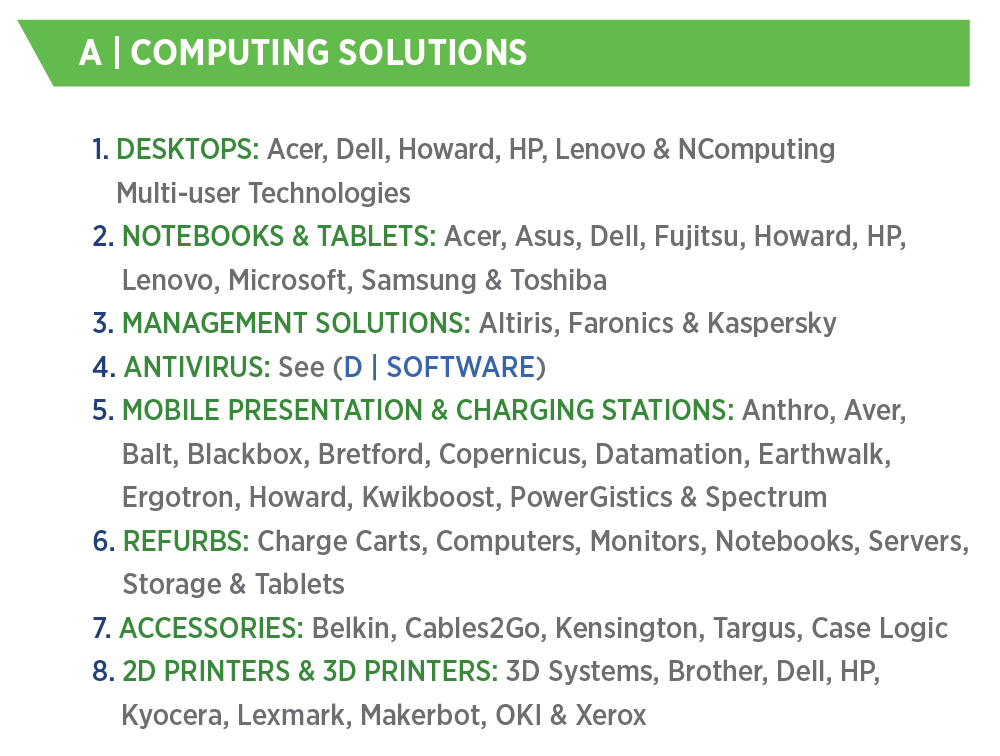 A | COMPUTING SOLUTIONS
1. DESKTOPS: Acer, Dell, Howard, HP, Lenovo & NComputing
Multi-user Technologies
2. NOTEBOOKS & TABLETS: Acer, Asus, Dell, Fujitsu, Howard, HP,
Lenovo, Microsoft, Samsung & Toshiba
3. MANAGEMENT SOLUTIONS: Altiris, Faronics & Kaspersky
4. ANTIVIRUS: See (D | SOFTWARE)
5. MOBILE PRESENTATION & CHARGING STATIONS: Anthro, Aver,
Balt, Blackbox, Bretford, Copernicus, Datamation, Earthwalk,
Ergotron, Howard, Kwikboost, PowerGistics & Spectrum
6. REFURBS: Charge Carts, Computers, Monitors, Notebooks, Servers,
Storage & Tablets
7. ACCESSORIES: Belkin, Cables2Go, Kensington, Targus, Case Logic
8. 2D PRINTERS & 3D PRINTERS: 3D Systems, Brother, Dell, HP,
Kyocera, Lexmark, Makerbot, OKI & Xerox